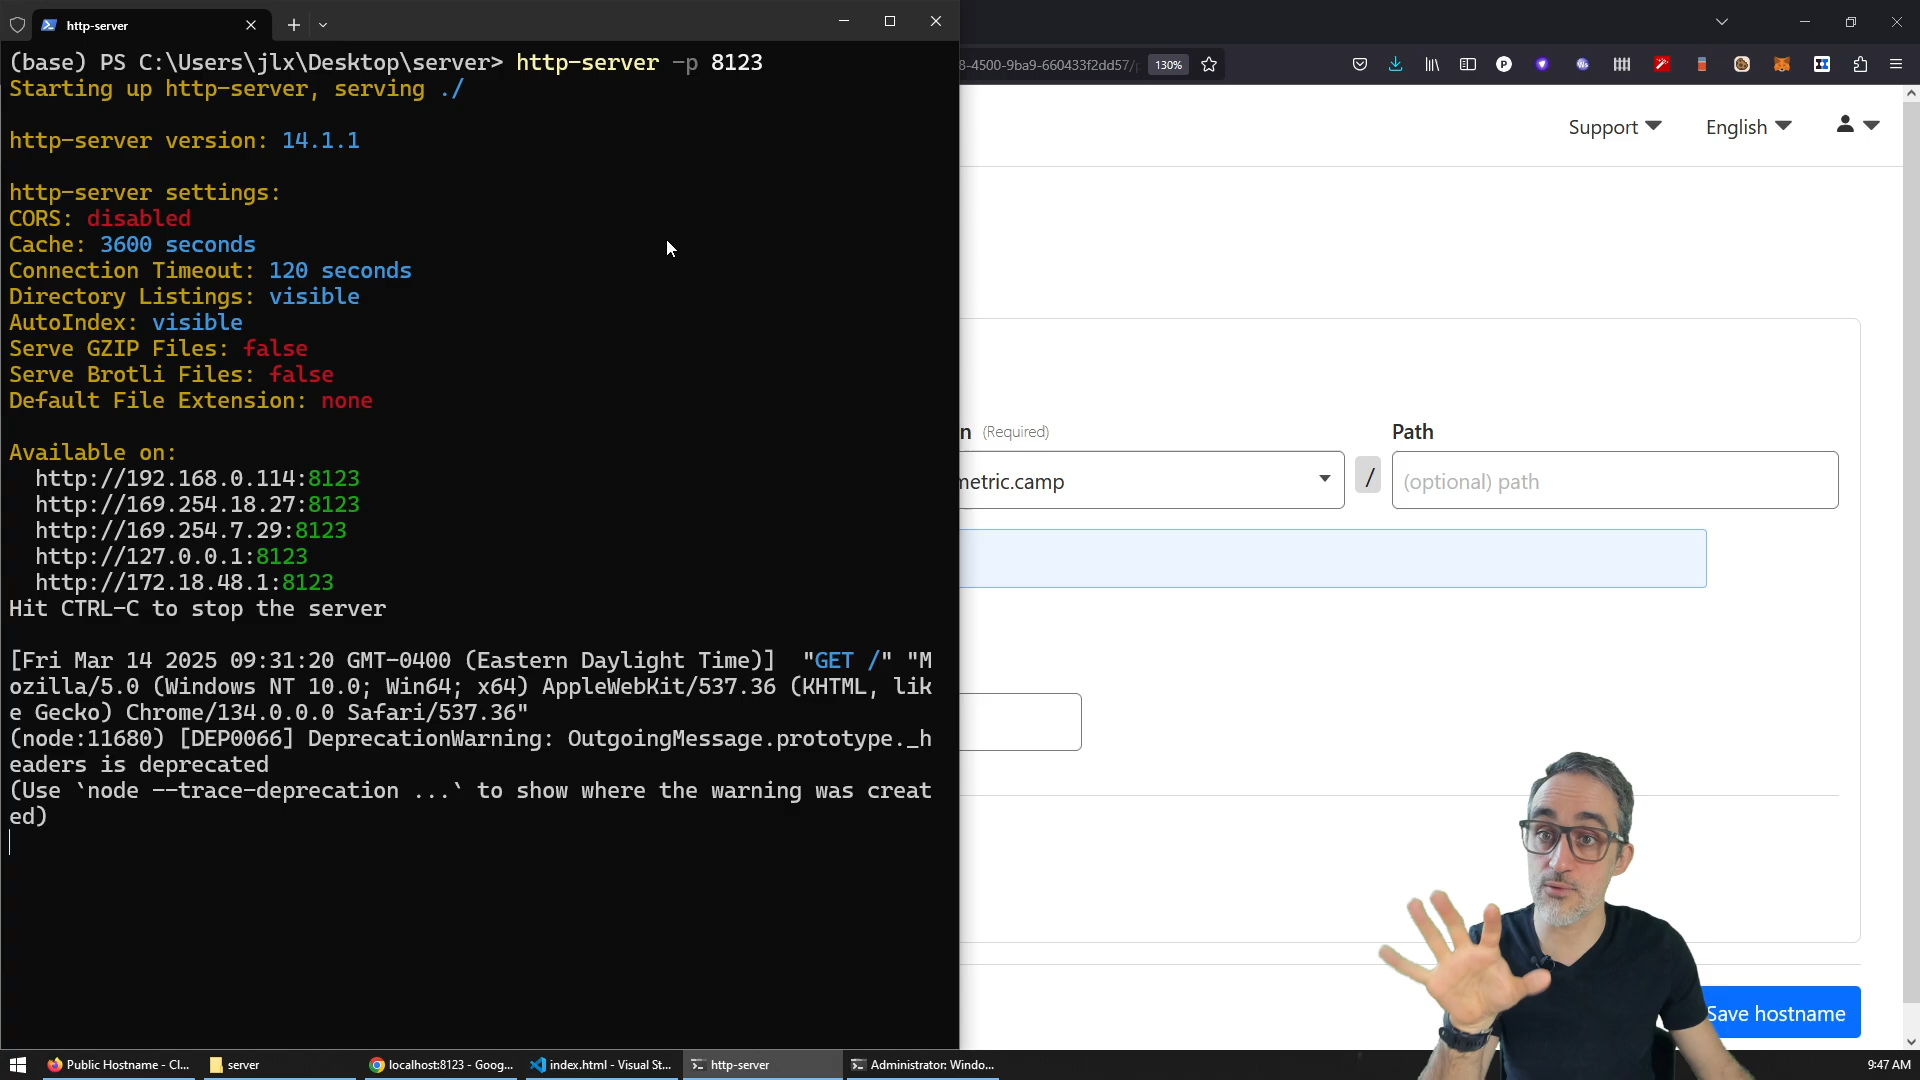 http-server
(base) PS C:\Users\jlx\Desktop\server> http-server -p 8123
Starting up http-server, serving ./
http-server version: 14.1.1
http-server settings:
CORS: disabled
Cache: 3600 seconds
Connection Timeout: 120 seconds
Directory Listings: visible
AutoIndex: visible
Serve GZIP Files: false
Serve Brotli Files: false
Default File Extension: none
Available on:
http://192.168.0.114:8123
http://169.254.18.27:8123
http://169.254.7.29:8123
http://127.0.0.1:8123
http://172.18.48.1:8123
Hit CTRL-C to stop the server
[Fri Mar 14 2025 09:31:20 GMT-0400 (Eastern Daylight Time)]  "GET /" "M
ozilla/5.0 (Windows NT 10.0; Win64; x64) AppleWebKit/537.36 (KHTML, lik
e Gecko) Chrome/134.0.0.0 Safari/537.36"
(node:11680) [DEP0066] DeprecationWarning: OutgoingMessage.prototype._h
eaders is deprecated
(Use `node --trace-deprecation ...` to show where the warning was creat
ed)
8-4500-9ba9-660433f2dd57/p 130%
Support English
n (Required) Path
metric.camp / (optional) path
Save hostname
Public Hostname - Cl... server localhost:8123 - Goog... index.html - Visual St... http-server Administrator: Windo... 9:47 AM